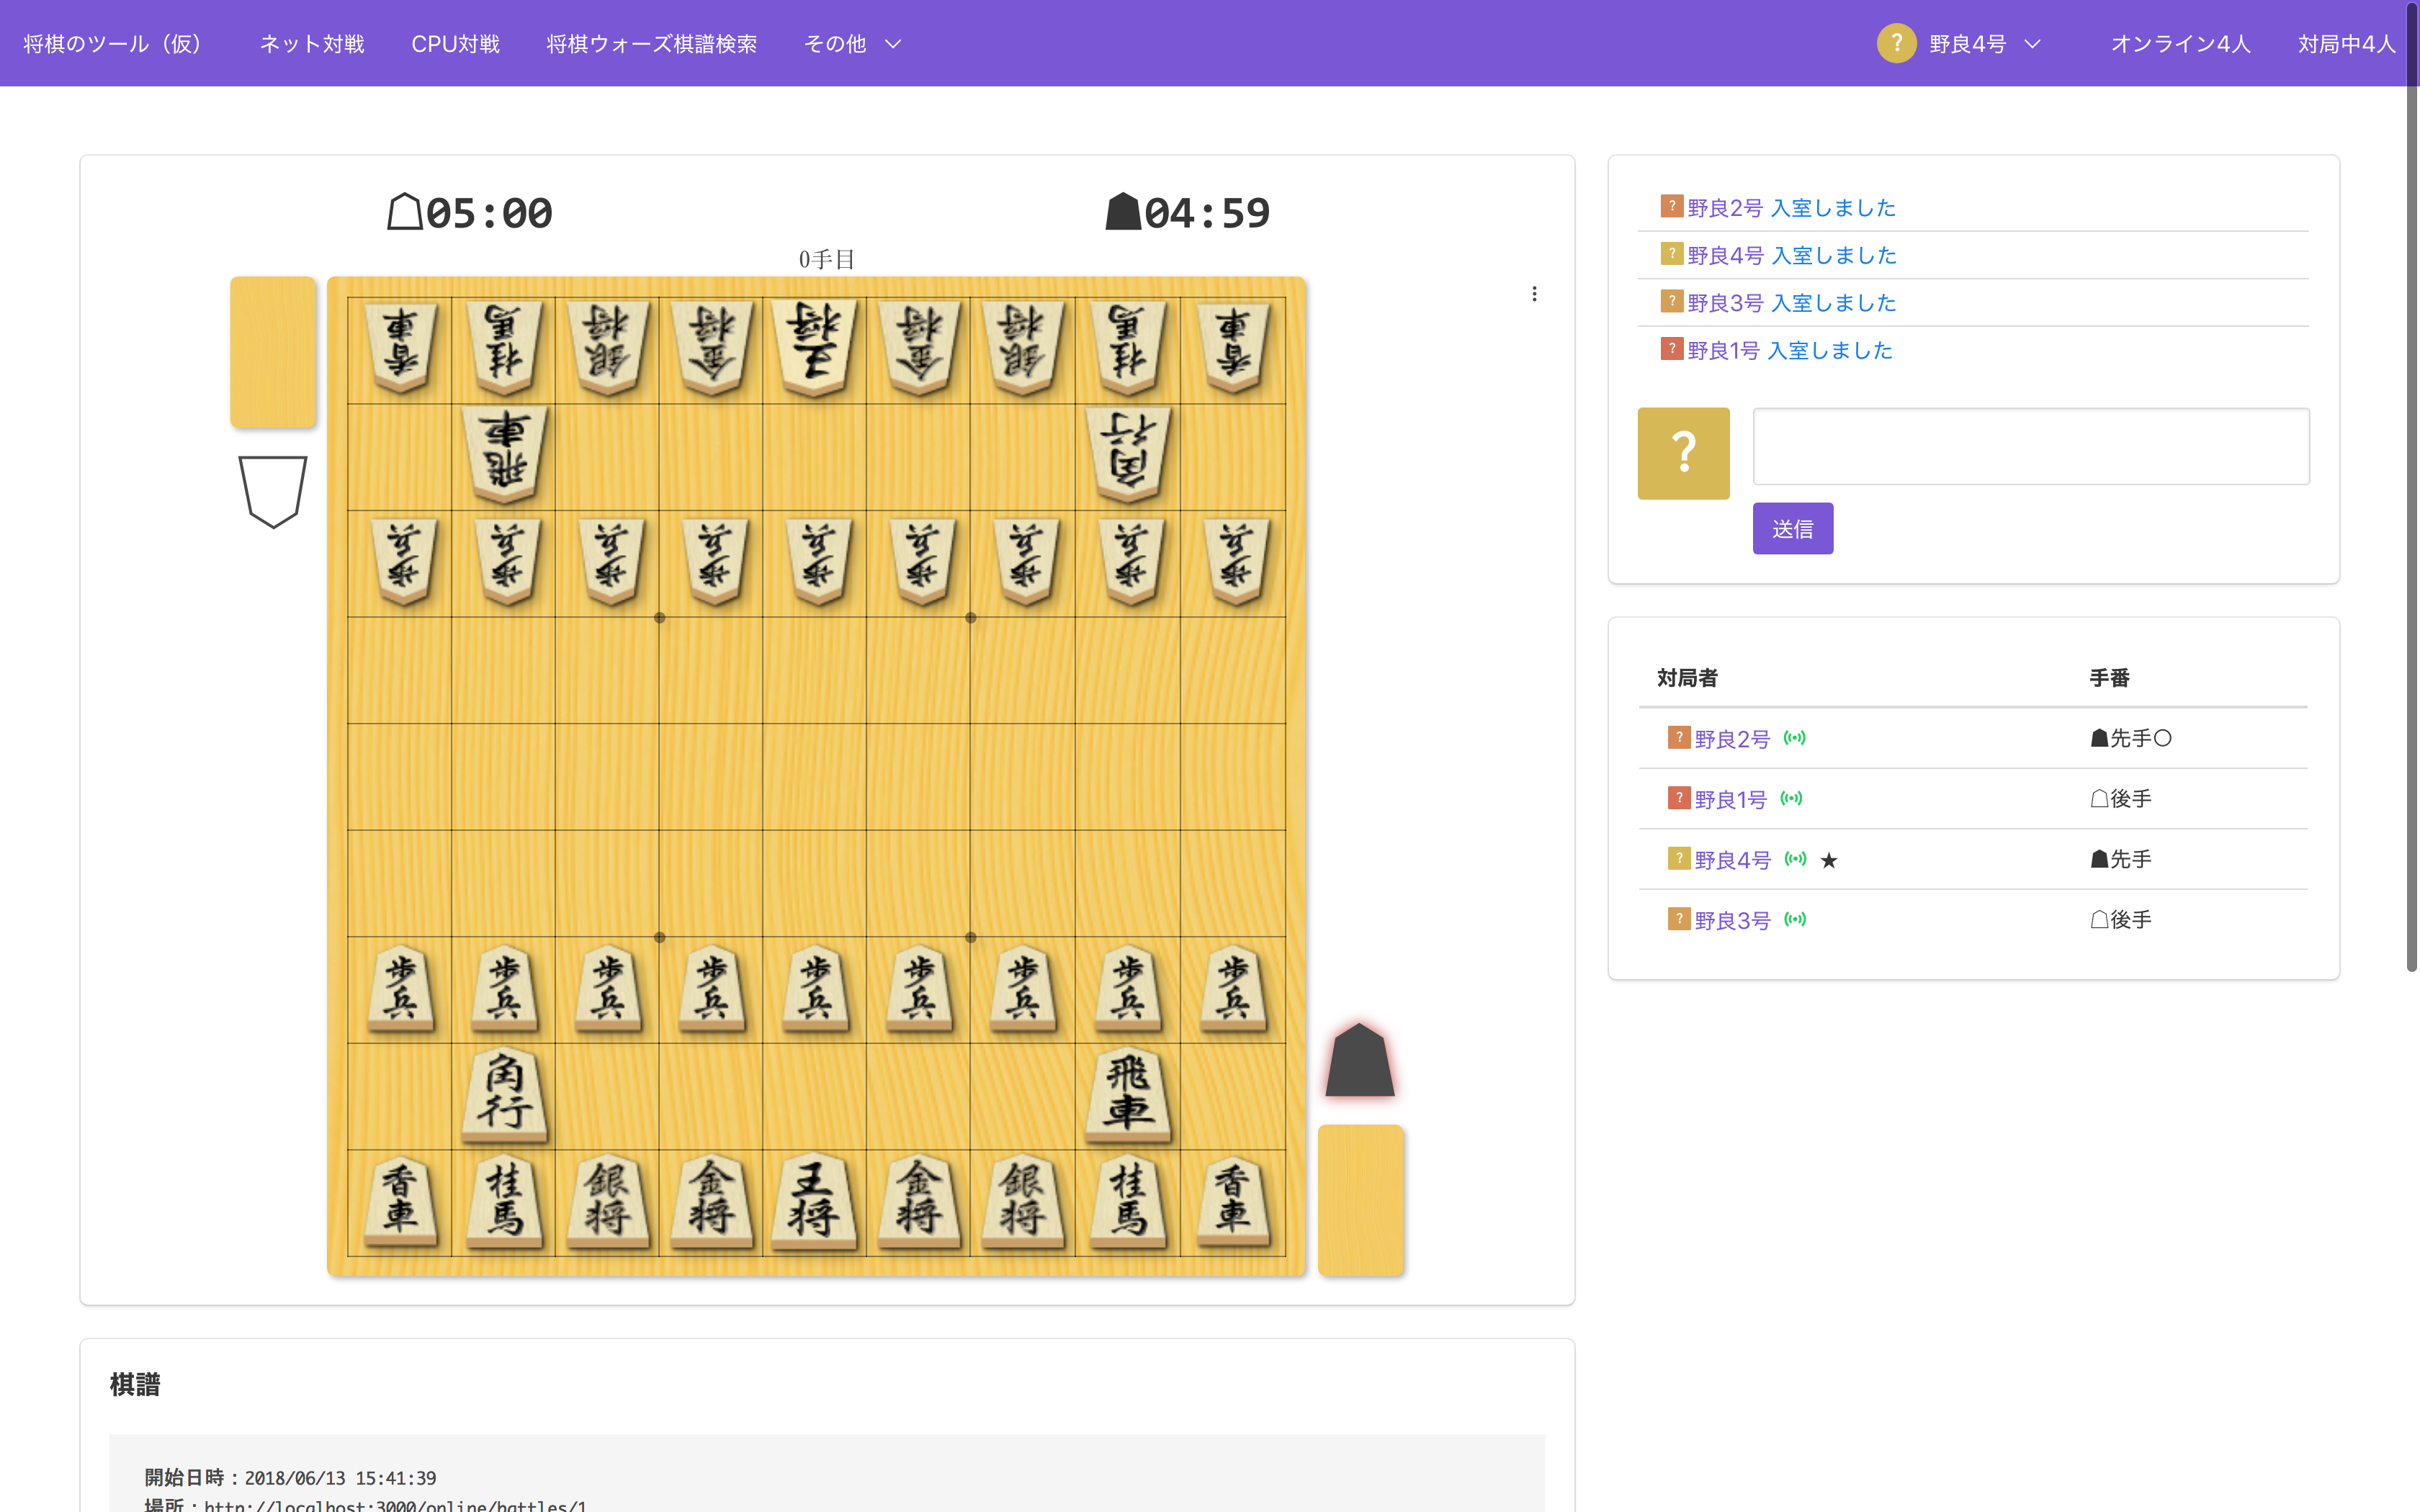 将棋のツール（仮） ネット対戦 CPU対戦 将棋ウォーズ棋譜検索 その他 ? 野良4号 オンライン4人 対局中4人
☖05:00 ☗04:59
0手目
香車 桂馬 銀将 金将 王将 金将 銀将 桂馬 香車
飛車 角行
歩兵 歩兵 歩兵 歩兵 歩兵 歩兵 歩兵 歩兵 歩兵
歩兵 歩兵 歩兵 歩兵 歩兵 歩兵 歩兵 歩兵 歩兵
角行 飛車
香車 桂馬 銀将 金将 王将 金将 銀将 桂馬 香車
? 野良2号 入室しました
? 野良4号 入室しました
? 野良3号 入室しました
? 野良1号 入室しました
?
送信
対局者 手番
? 野良2号 ☗先手○
? 野良1号 ☖後手
? 野良4号 ★ ☗先手
? 野良3号 ☖後手
棋譜
開始日時：2018/06/13 15:41:39
場所：http://localhost:3000/online/battles/1